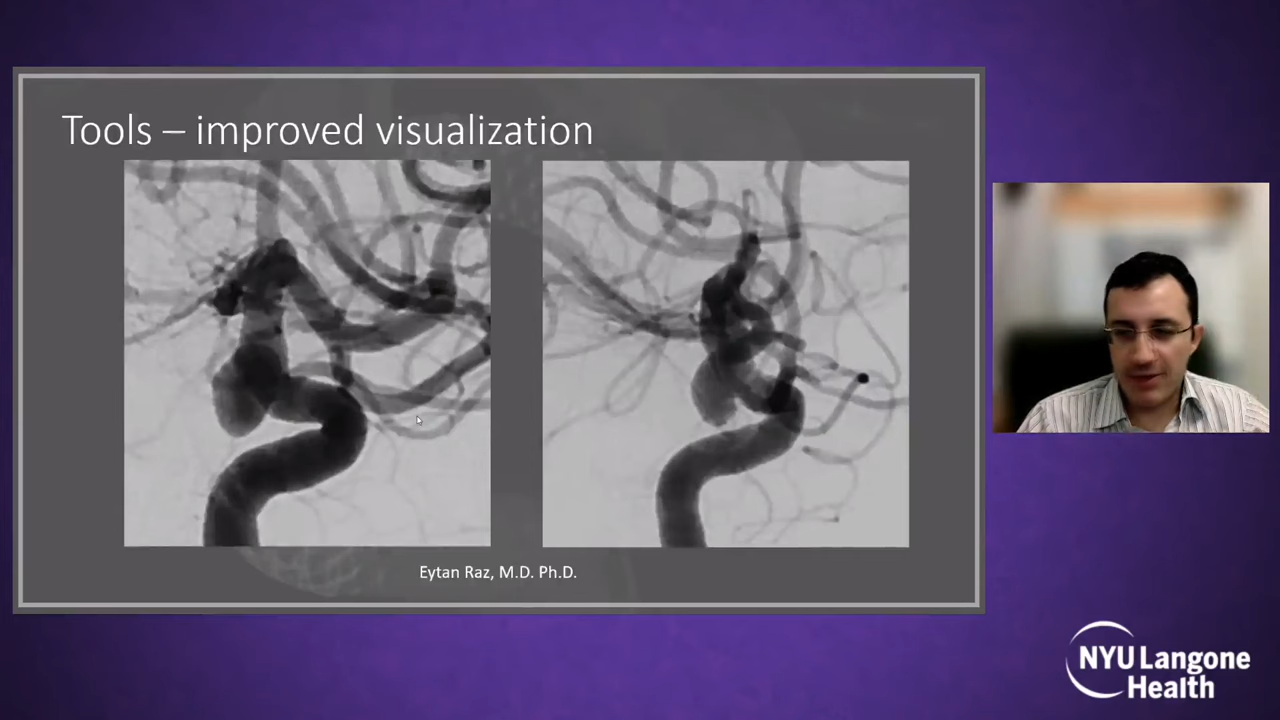 Tools – improved visualization
Eytan Raz, M.D. Ph.D.
NYU Langone
Health